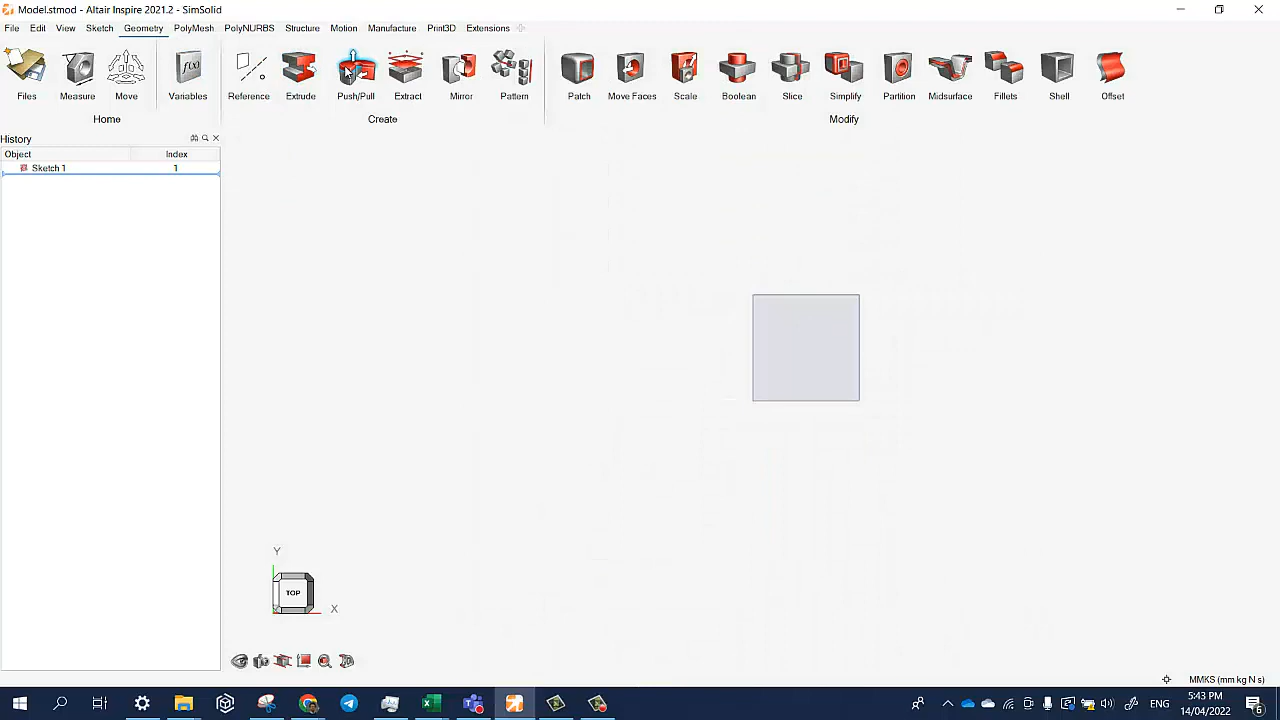 Model.stmod - Altair Inspire 2021.2 - SimSolid
File Edit View Sketch Geometry PolyMesh PolyNURBS Structure Motion Manufacture Print3D Extensions
Files Measure Move Variables Reference Extrude Push/Pull Extract Mirror Pattern Patch Move Faces Scale Boolean Slice Simplify Partition Midsurface Fillets Shell Offset
Home Create Modify
History
Object Index
Sketch 1 1
Y
TOP
X
MMKS (mm kg N s)
ENG
5:43 PM
14/04/2022
6